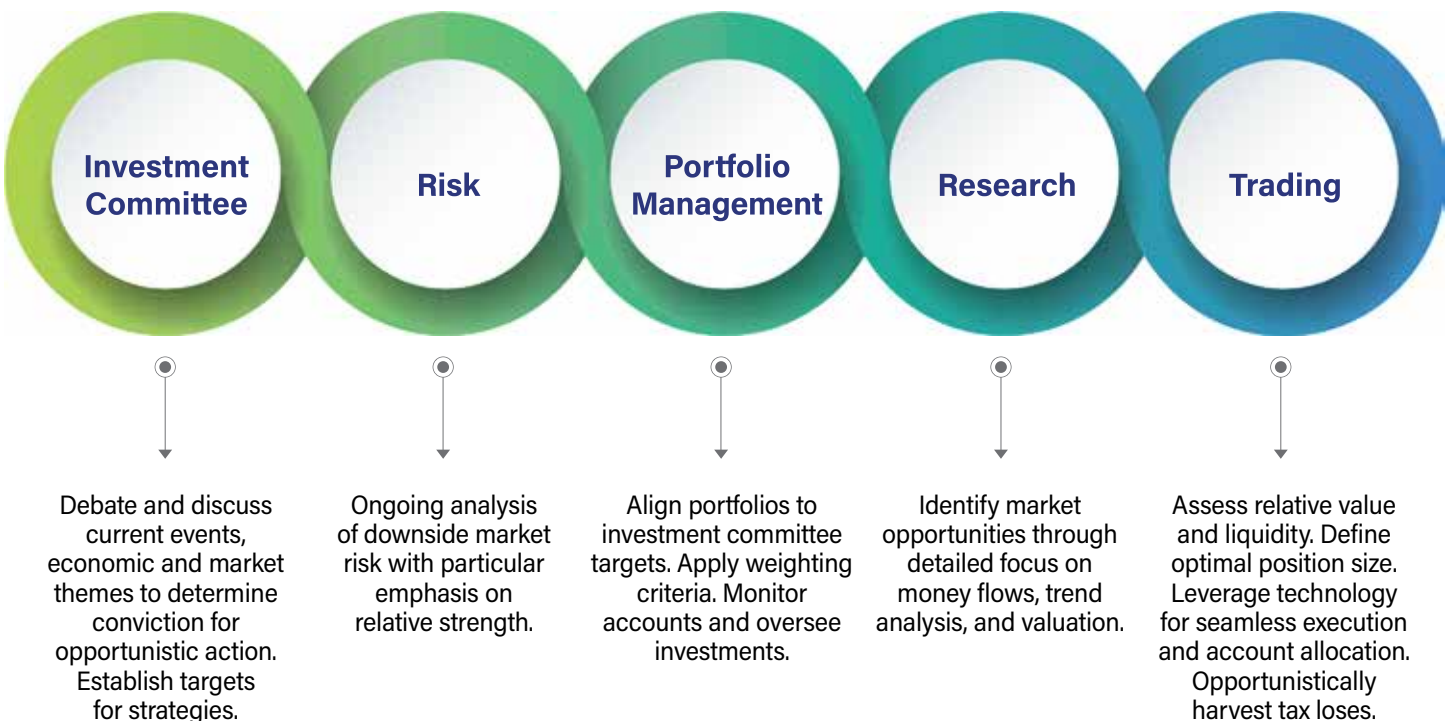 Investment
Committee
Risk
Portfolio
Management
Research
Trading
Debate and discuss
current events,
economic and market
themes to determine
conviction for
opportunistic action.
Establish targets
for strategies.
Ongoing analysis
of downside market
risk with particular
emphasis on
relative strength.
Align portfolios to
investment committee
targets. Apply weighting
criteria. Monitor
accounts and oversee
investments.
Identify market
opportunities through
detailed focus on
money flows, trend
analysis, and valuation.
Assess relative value
and liquidity. Define
optimal position size.
Leverage technology
for seamless execution
and account allocation.
Opportunistically
harvest tax loses.